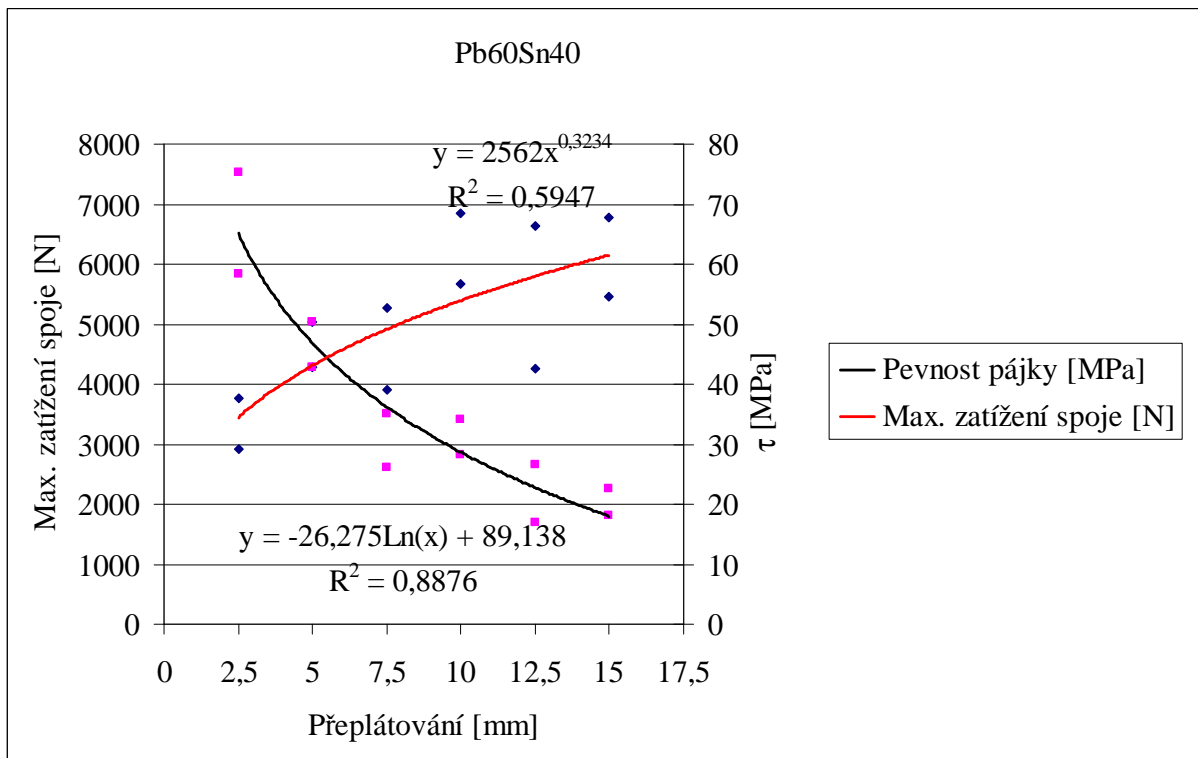 Pb60Sn40
8000
7000
6000
5000
4000
3000
2000
1000
0
Max. zatížení spoje [N]
y = 2562x^0,3234
R² = 0,5947
y = -26,275Ln(x) + 89,138
R² = 0,8876
80
70
60
50
40
30
20
10
0
τ [MPa]
0 2,5 5 7,5 10 12,5 15 17,5
Přeplátování [mm]
Pevnost pájky [MPa]
Max. zatížení spoje [N]